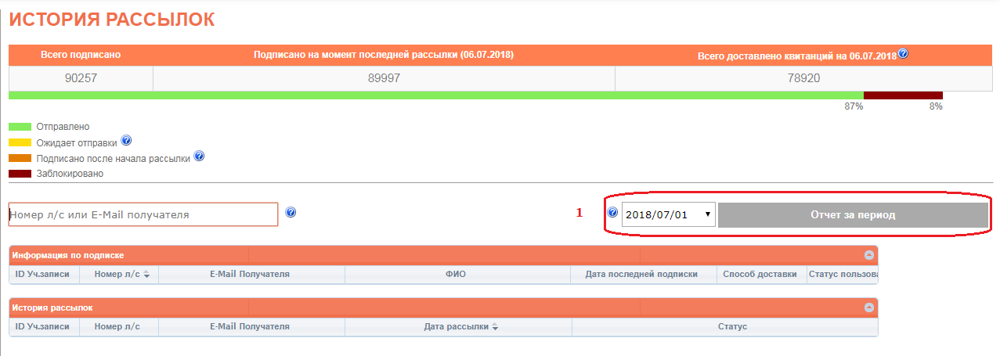 ИСТОРИЯ РАССЫЛОК
Всего подписано Подписано на момент последней рассылки (06.07.2018) Всего доставлено квитанций на 06.07.2018 ?
90257 89997 78920
87% 8%
Отправлено
Ожидает отправки ?
Подписано после начала рассылки ?
Заблокировано
Номер л/с или E-Mail получателя ? 1 ? 2018/07/01 Отчет за период
Информация по подписке
ID Уч.записи Номер л/с E-Mail Получателя ФИО Дата последней подписки Способ доставки Статус пользова
История рассылок
ID Уч.записи Номер л/с E-Mail Получателя Дата рассылки Статус